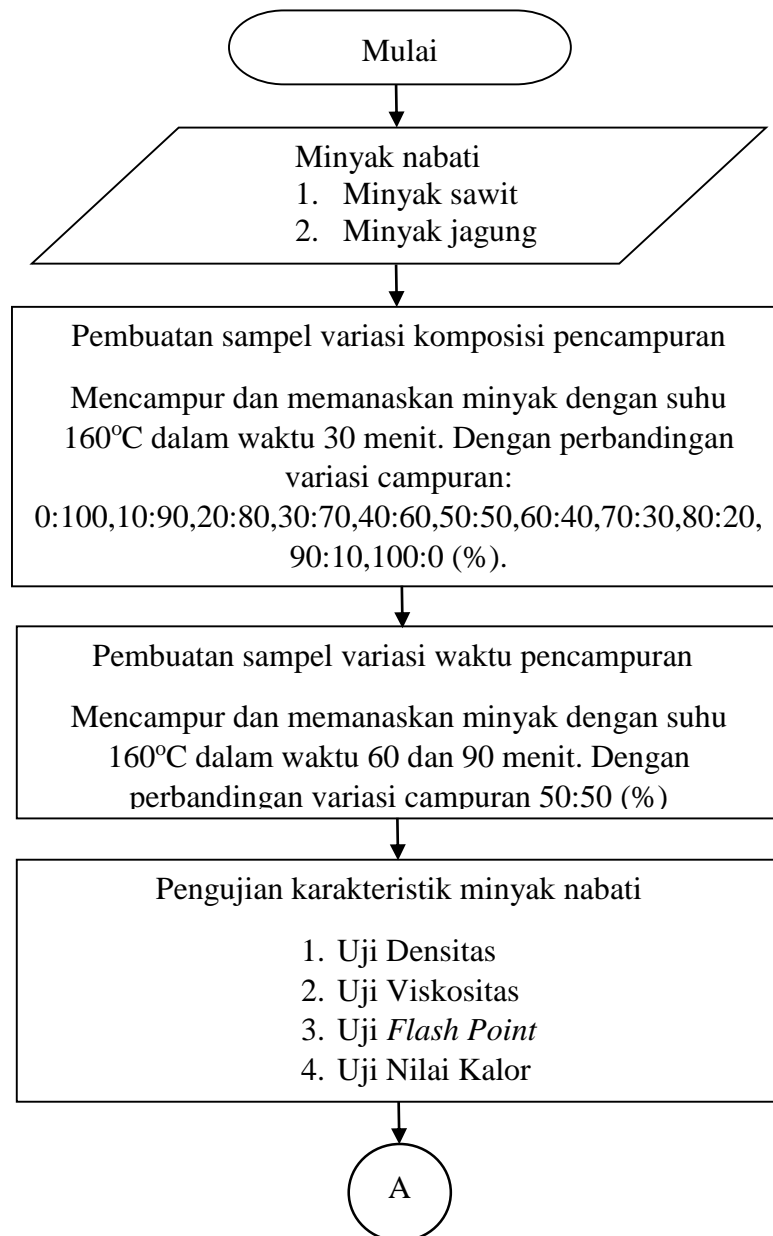 Mulai
Minyak nabati
1. Minyak sawit
2. Minyak jagung
Pembuatan sampel variasi komposisi pencampuran
Mencampur dan memanaskan minyak dengan suhu
160°C dalam waktu 30 menit. Dengan perbandingan
variasi campuran:
0:100,10:90,20:80,30:70,40:60,50:50,60:40,70:30,80:20,
90:10,100:0 (%).
Pembuatan sampel variasi waktu pencampuran
Mencampur dan memanaskan minyak dengan suhu
160°C dalam waktu 60 dan 90 menit. Dengan
perbandingan variasi campuran 50:50 (%)
Pengujian karakteristik minyak nabati
1. Uji Densitas
2. Uji Viskositas
3. Uji Flash Point
4. Uji Nilai Kalor
A